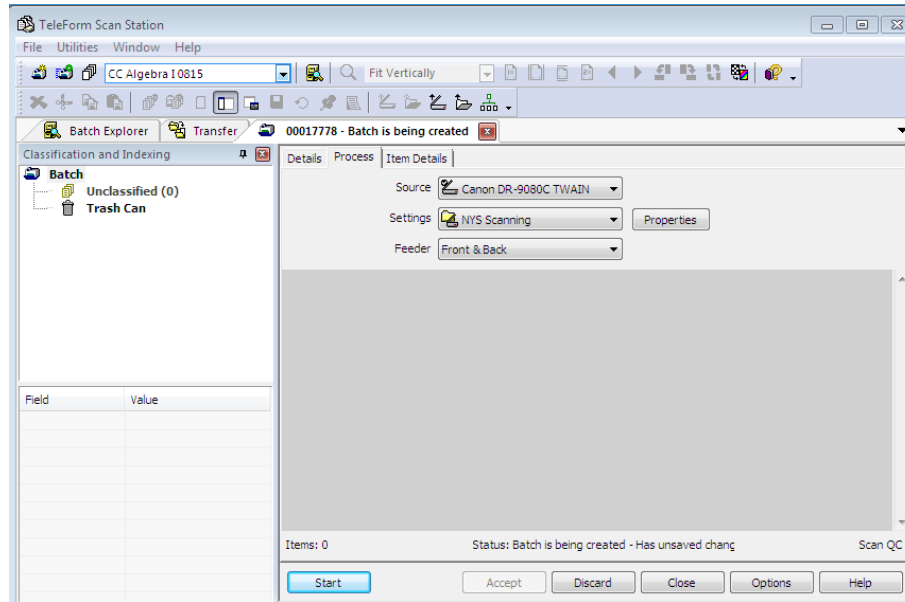 TeleForm Scan Station
File Utilities Window Help
CC Algebra I 0815 Fit Vertically
Batch Explorer Transfer 00017778 - Batch is being created
Classification and Indexing
Batch
Unclassified (0)
Trash Can
Details Process Item Details
Source Canon DR-9080C TWAIN
Settings NYS Scanning Properties
Feeder Front & Back
Field Value
Items: 0 Status: Batch is being created - Has unsaved chang Scan QC
Start Accept Discard Close Options Help